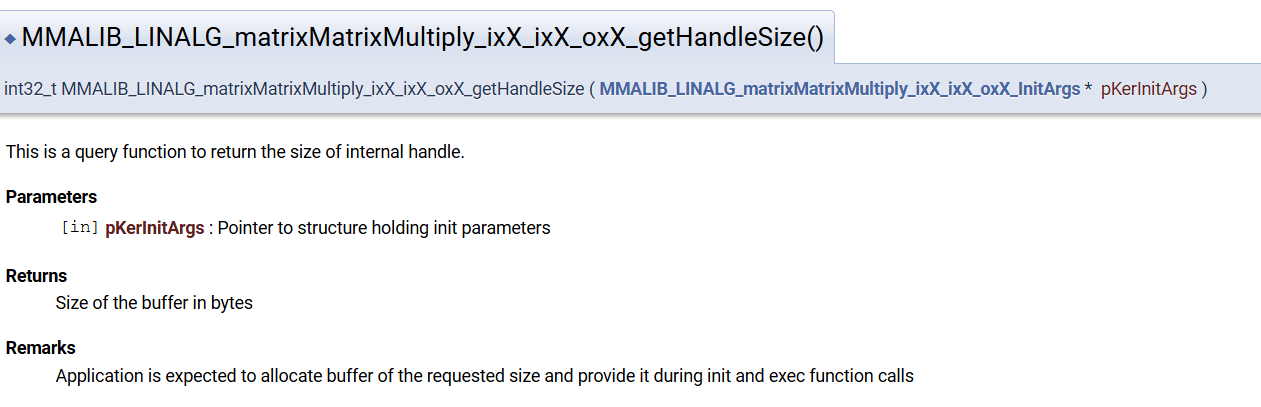 MMALIB_LINALG_matrixMatrixMultiply_ixX_ixX_oxX_getHandleSize()
int32_t MMALIB_LINALG_matrixMatrixMultiply_ixX_ixX_oxX_getHandleSize ( MMALIB_LINALG_matrixMatrixMultiply_ixX_ixX_oxX_InitArgs * pKerInitArgs )
This is a query function to return the size of internal handle.
Parameters
[in] pKerInitArgs : Pointer to structure holding init parameters
Returns
Size of the buffer in bytes
Remarks
Application is expected to allocate buffer of the requested size and provide it during init and exec function calls